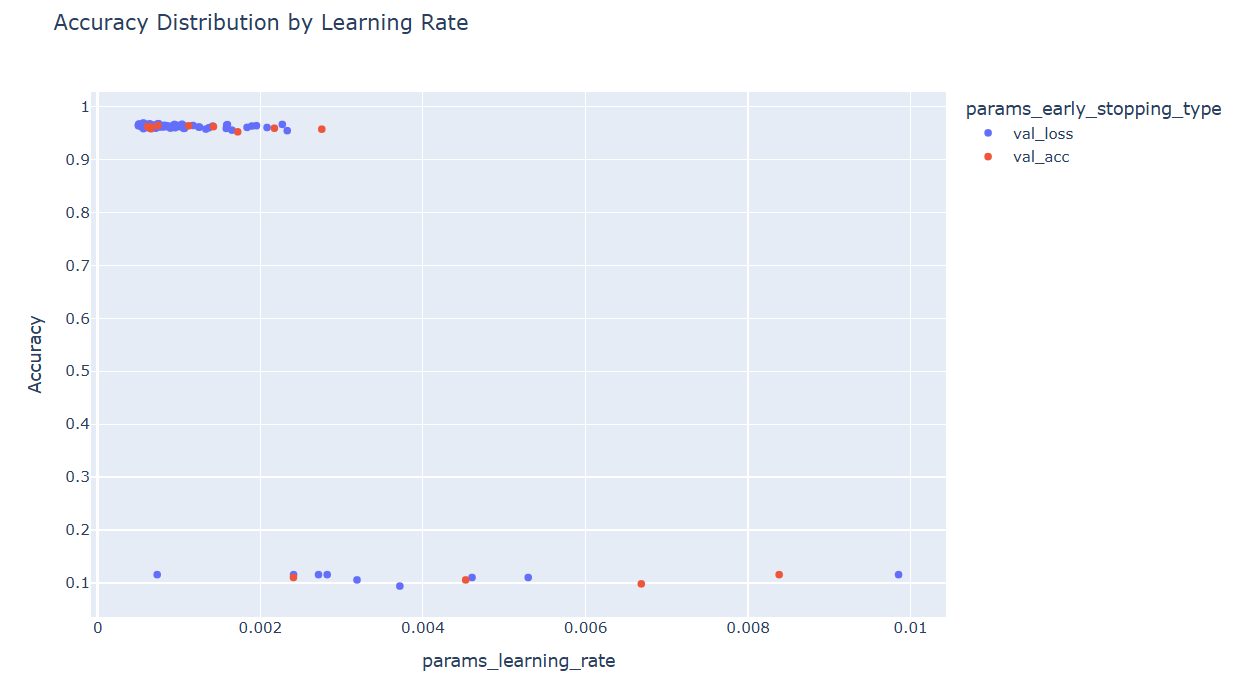 Accuracy Distribution by Learning Rate
params_early_stopping_type
val_loss
val_acc
Accuracy
1
0.9
0.8
0.7
0.6
0.5
0.4
0.3
0.2
0.1
0
0.002
0.004
0.006
0.008
0.01
params_learning_rate